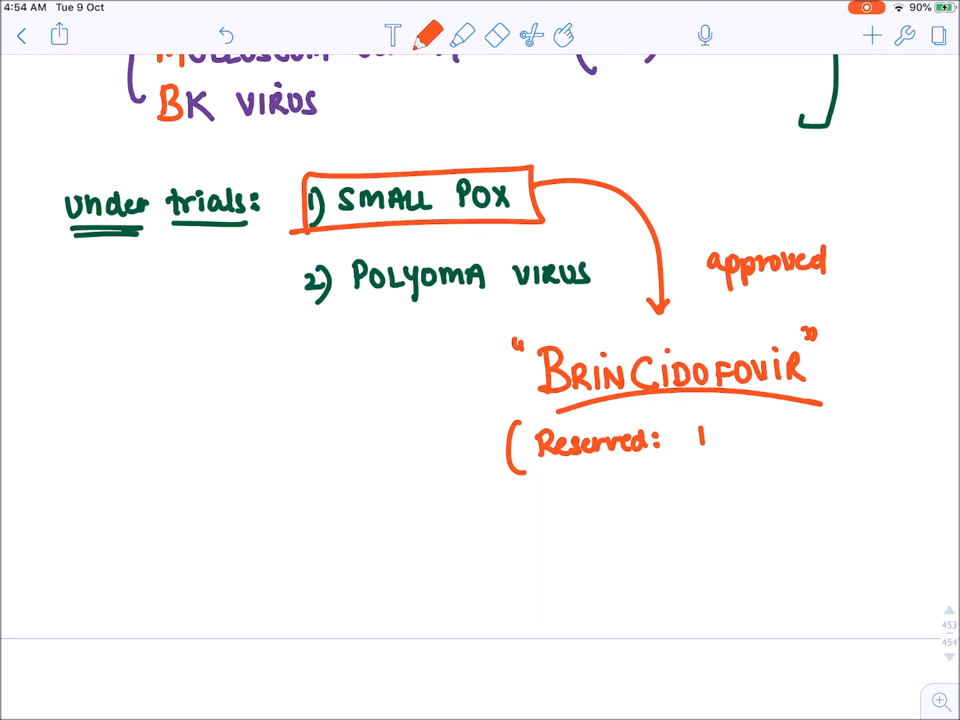 4:54 AM Tue 9 Oct 90%
T
BK VIRUS
Under trials: 1) SMALL POX
approved
2) POLYOMA VIRUS
"BRINCIDOFOVIR"
(Reserved:
453
454